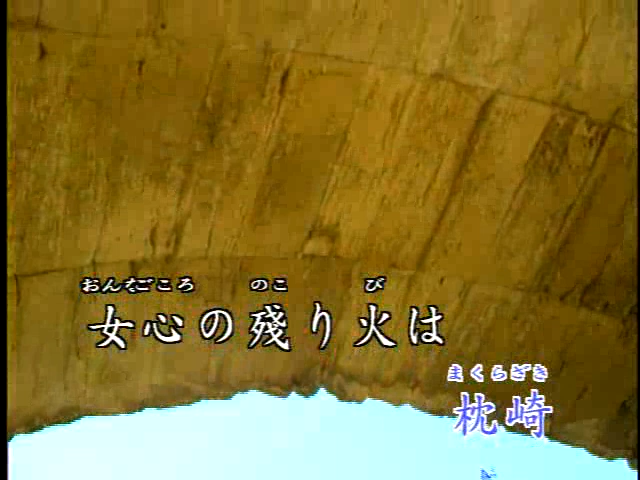 おんなごころ のこ び
女心の残り火は
まくらざき
枕崎